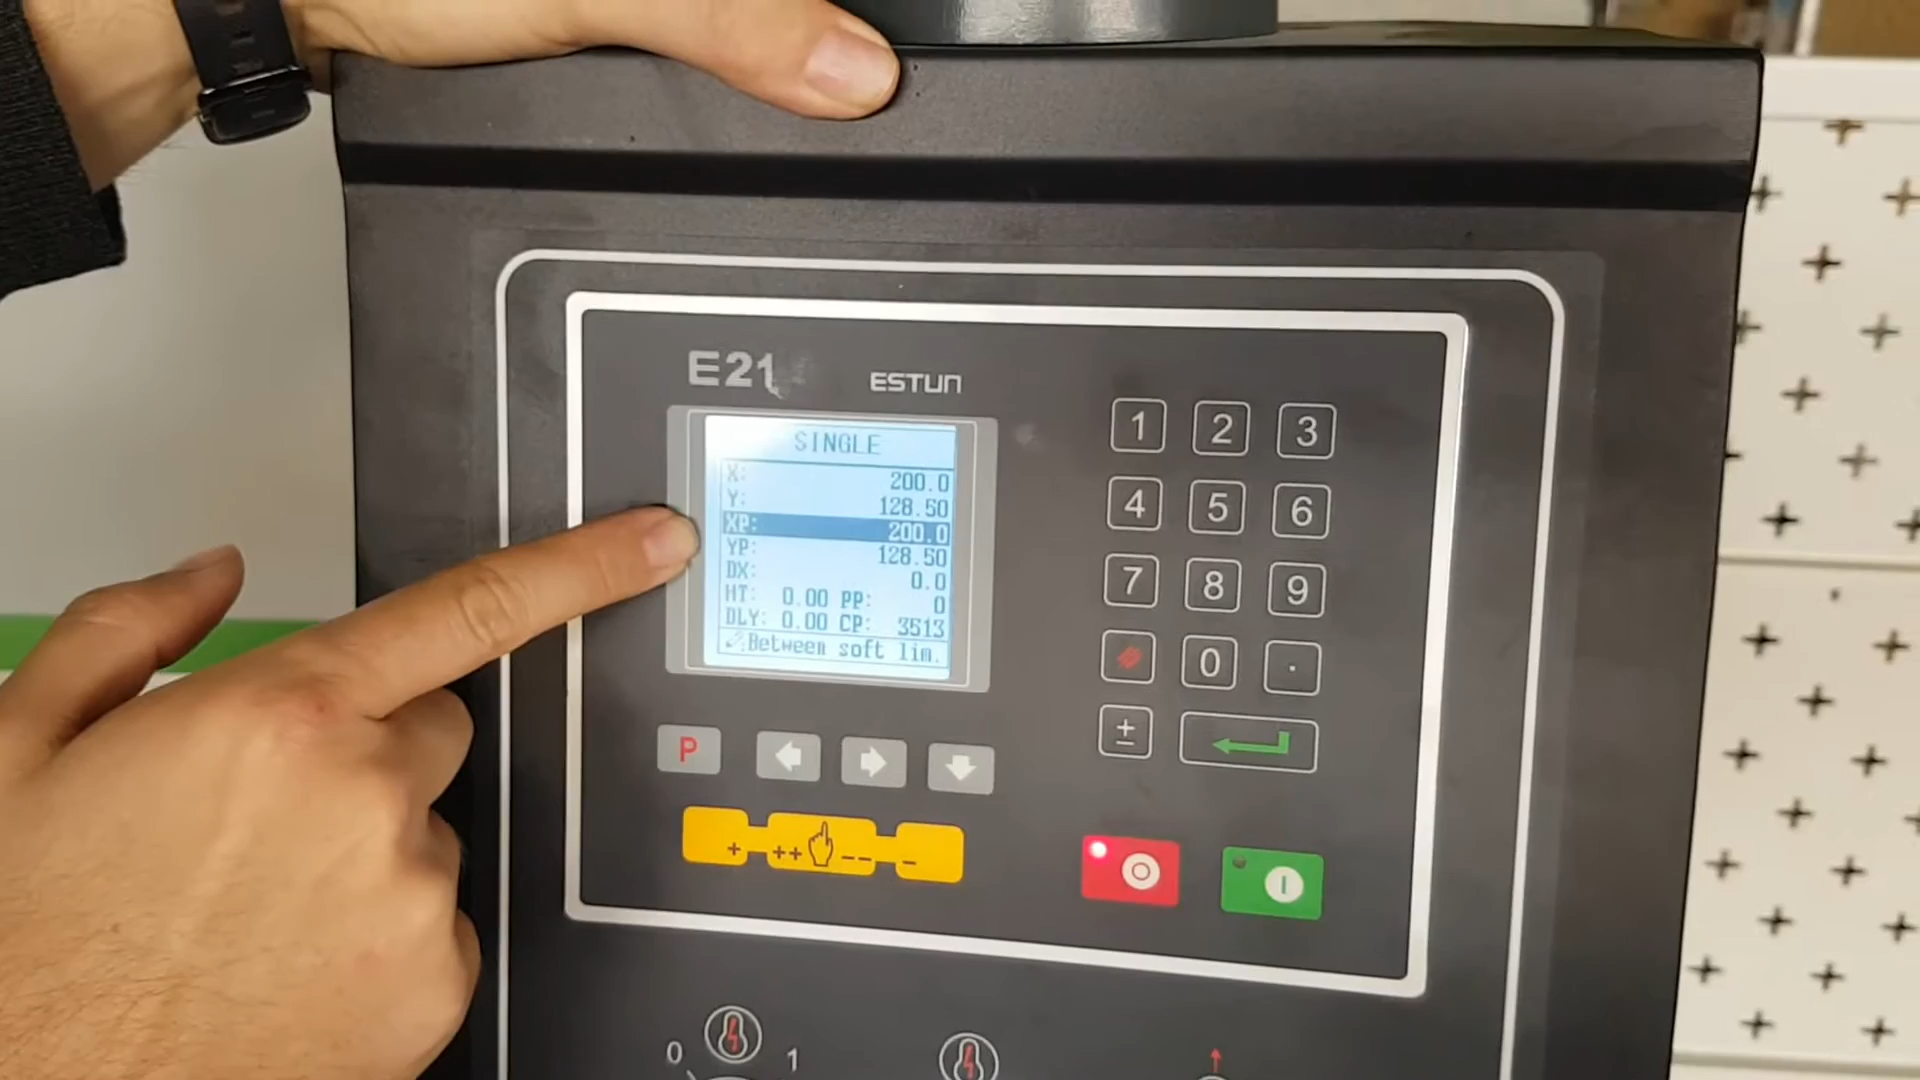 E21 ESTUN
SINGLE
X: 200.0
Y: 128.50
XP: 200.0
YP: 128.50
DX: 0.0
HT: 0.00 PP: 0
DLY: 0.00 CP: 3513
:Between soft lim.
1 2 3
4 5 6
7 8 9
0 .
±
P
+ ++ -- -
0 1